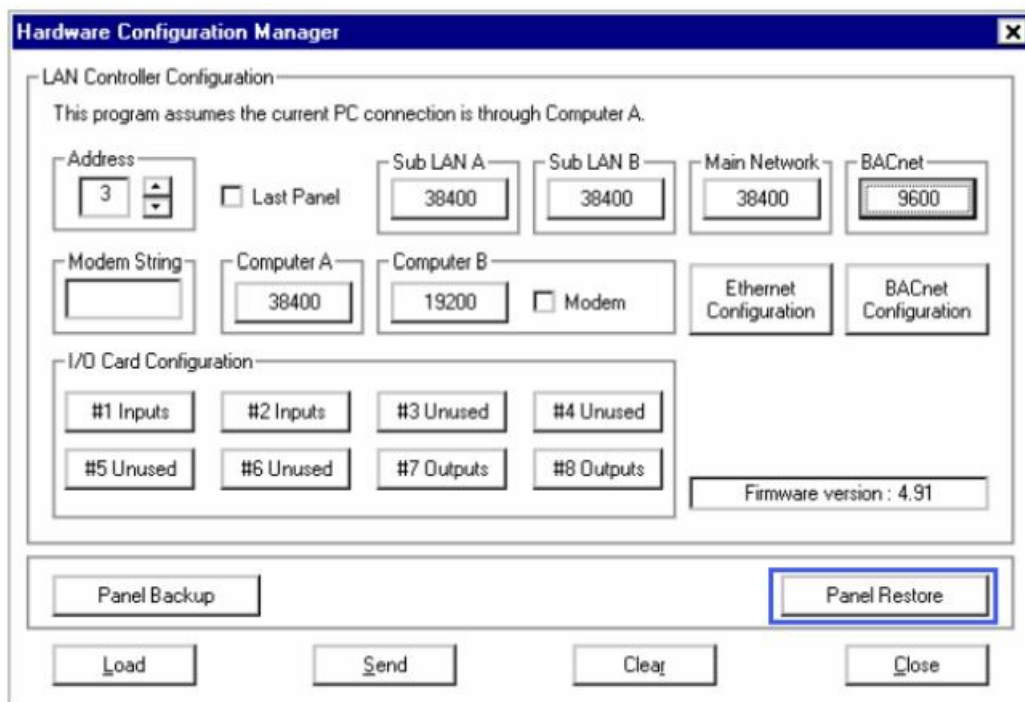 Hardware Configuration Manager
LAN Controller Configuration
This program assumes the current PC connection is through Computer A.
Address
3
Last Panel
Sub LAN A
38400
Sub LAN B
38400
Main Network
38400
BACnet
9600
Modem String
Computer A
38400
Computer B
19200
Modem
Ethernet
Configuration
BACnet
Configuration
I/O Card Configuration
#1 Inputs
#2 Inputs
#3 Unused
#4 Unused
#5 Unused
#6 Unused
#7 Outputs
#8 Outputs
Firmware version : 4.91
Panel Backup
Panel Restore
Load
Send
Clear
Close